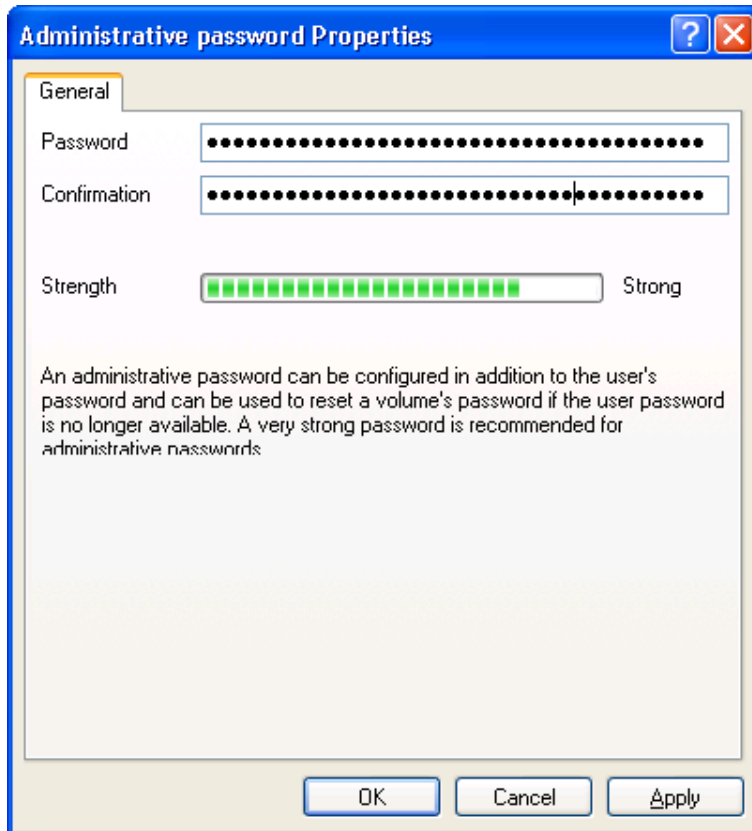 Administrative password Properties
General
Password
Confirmation
Strength Strong
An administrative password can be configured in addition to the user's
password and can be used to reset a volume's password if the user password
is no longer available. A very strong password is recommended for
administrative passwords
OK Cancel Apply